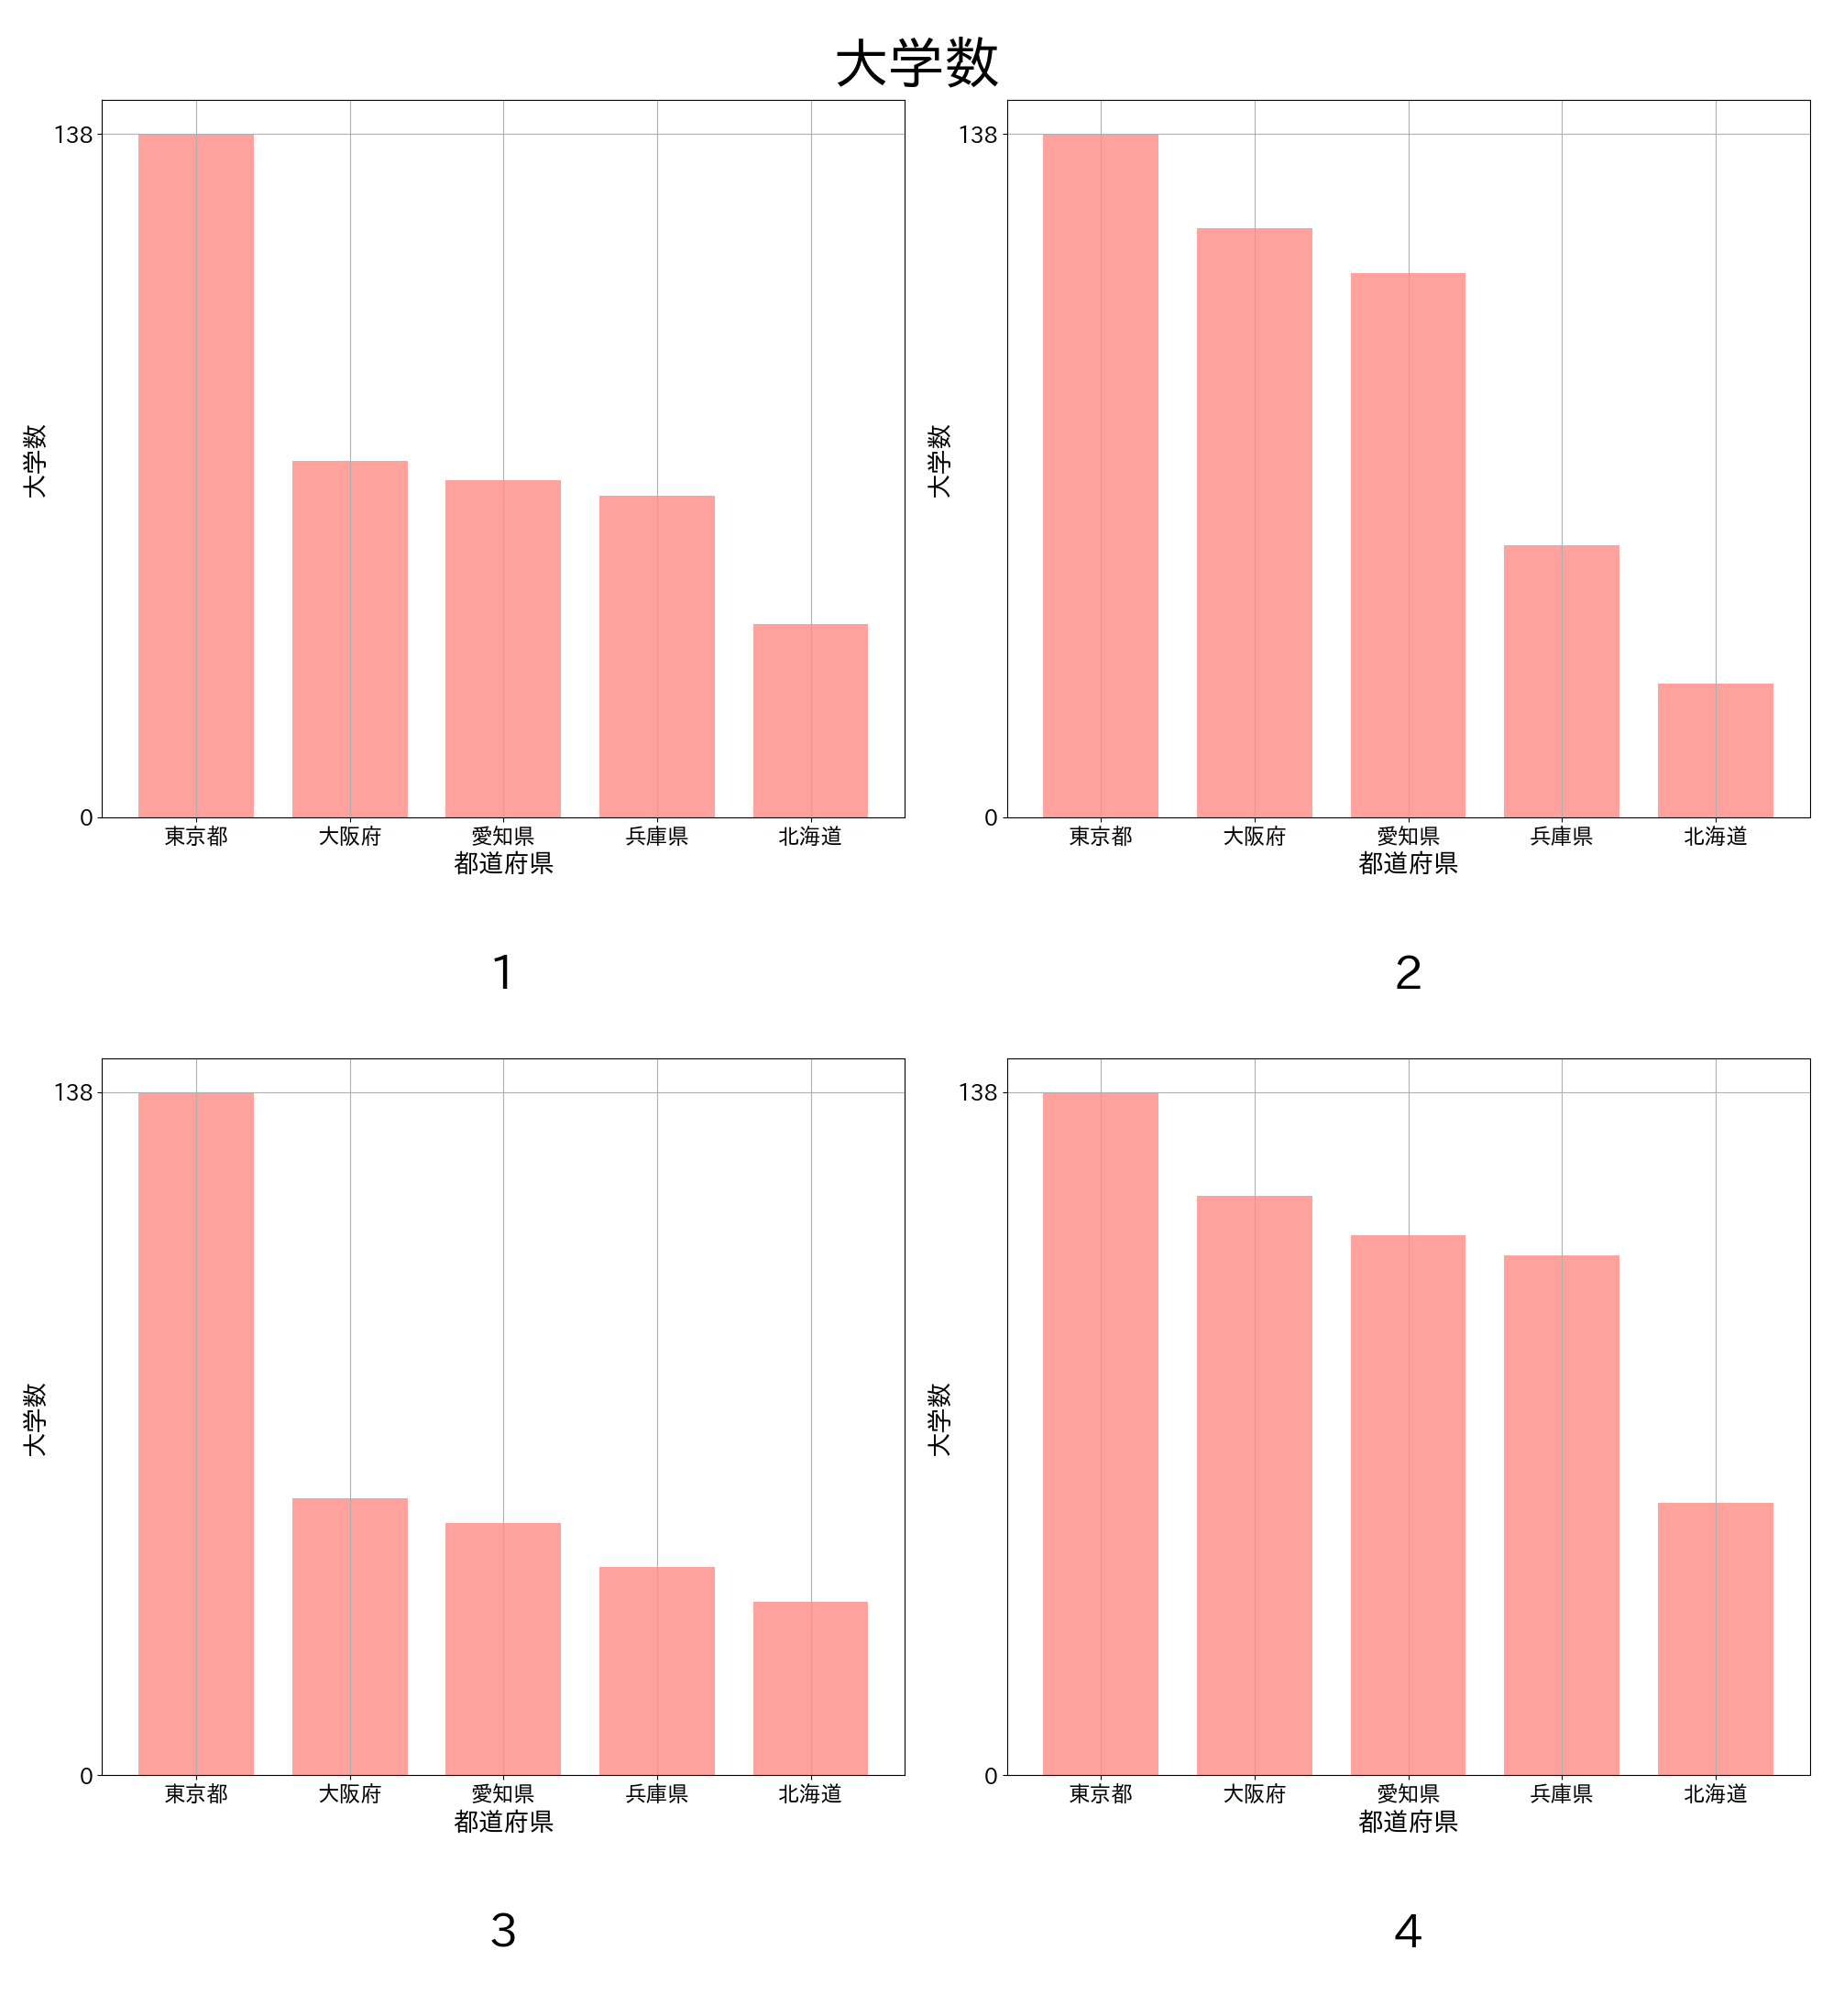 大学数
138
0
大学数
東京都 大阪府 愛知県 兵庫県 北海道
都道府県
1
138
0
大学数
東京都 大阪府 愛知県 兵庫県 北海道
都道府県
2
138
0
大学数
東京都 大阪府 愛知県 兵庫県 北海道
都道府県
3
138
0
大学数
東京都 大阪府 愛知県 兵庫県 北海道
都道府県
4